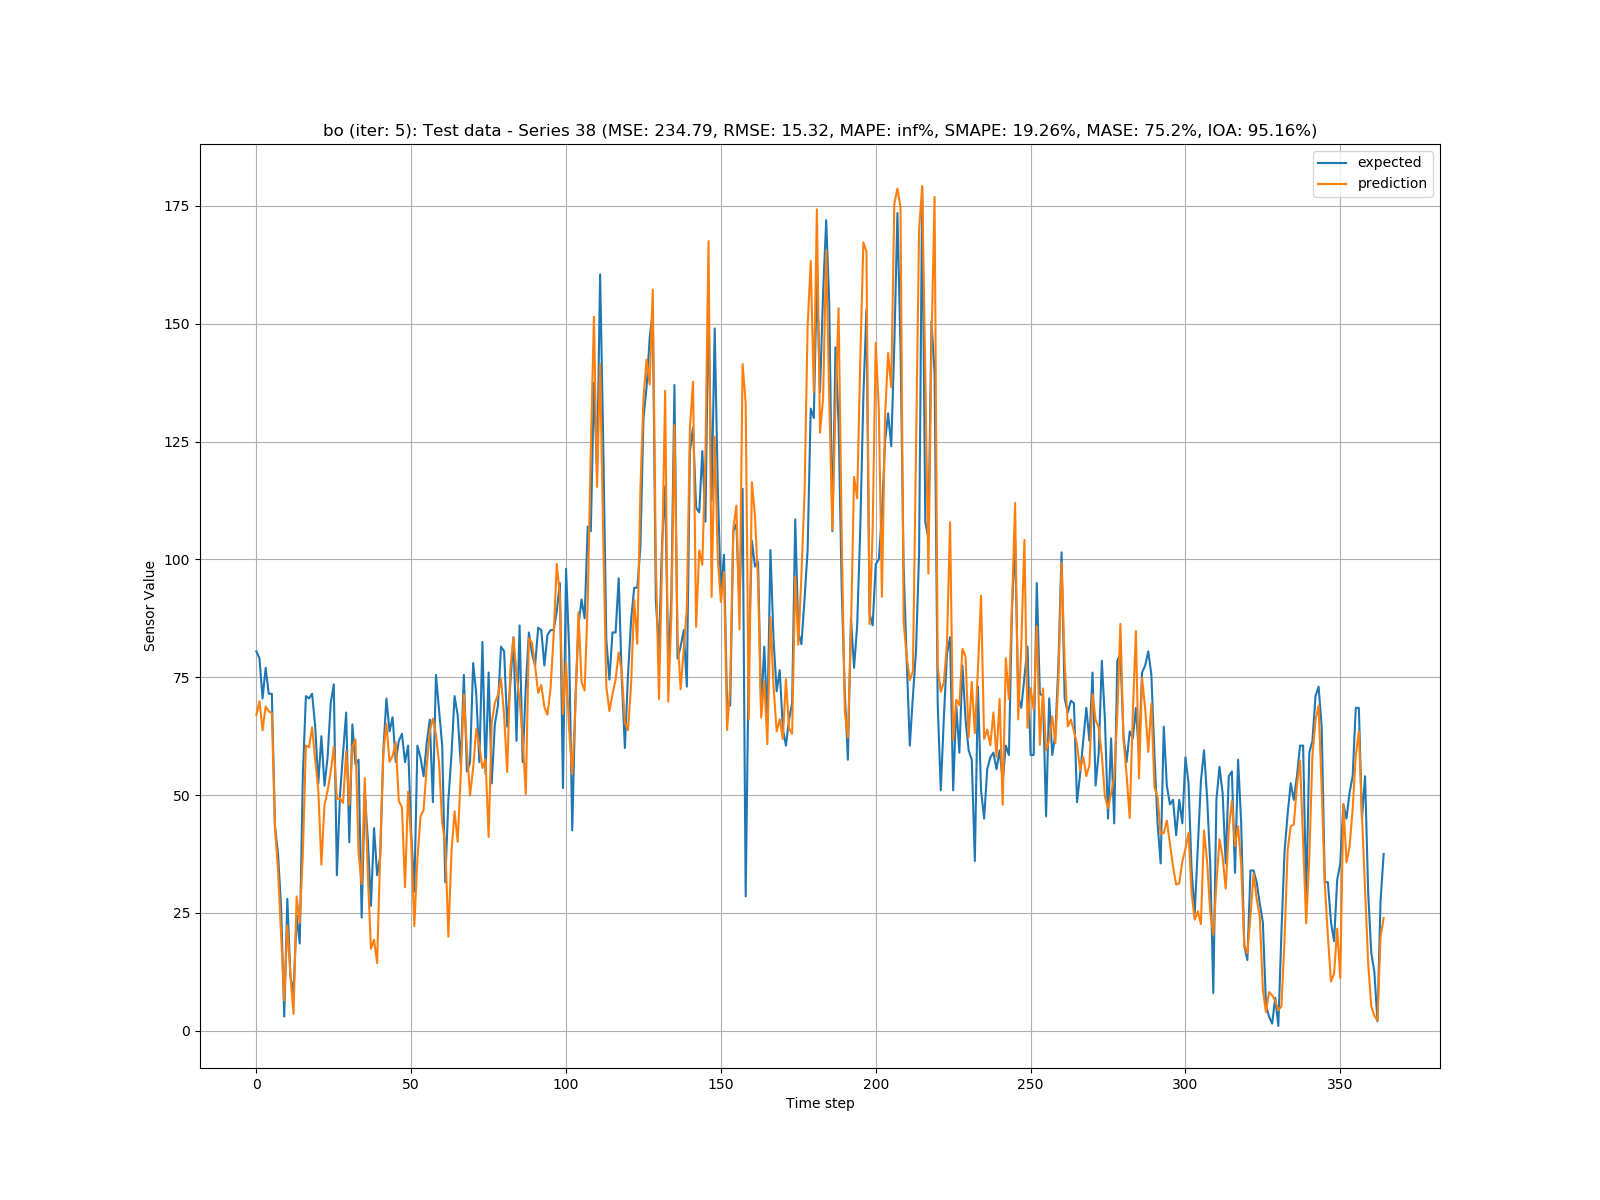 bo (iter: 5): Test data - Series 38 (MSE: 234.79, RMSE: 15.32, MAPE: inf%, SMAPE: 19.26%, MASE: 75.2%, IOA: 95.16%)
expected
prediction
175
150
125
100
75
50
25
0
Sensor Value
0 50 100 150 200 250 300 350
Time step